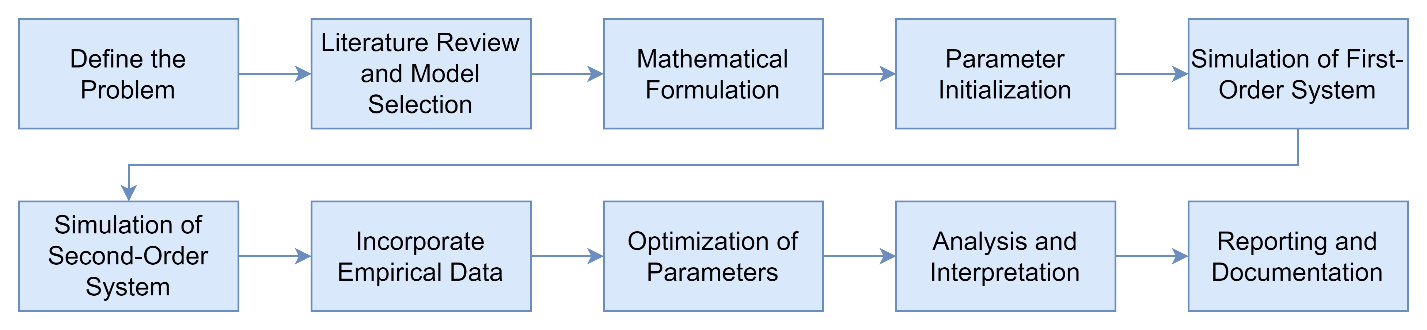 Define the
Problem
Literature Review
and Model
Selection
Mathematical
Formulation
Parameter
Initialization
Simulation of First-
Order System
Simulation of
Second-Order
System
Incorporate
Empirical Data
Optimization of
Parameters
Analysis and
Interpretation
Reporting and
Documentation